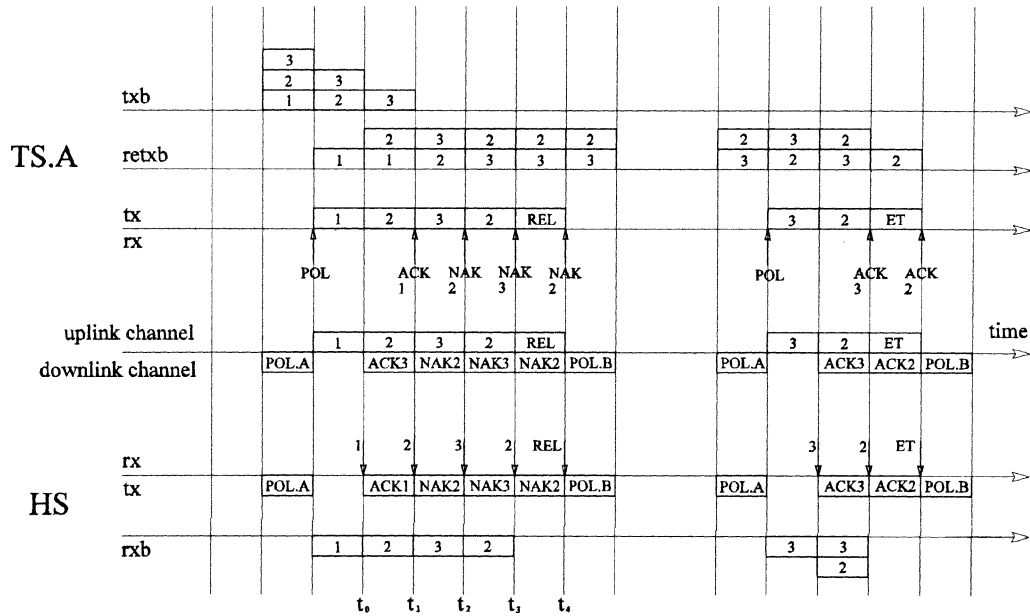 3
2 3
txb 1 2 3
TS.A
2 3 2 2 2 2 3 2
retxb 1 1 2 3 3 3 3 2 3 2
tx 1 2 3 2 REL 3 2 ET
rx
POL ACK NAK NAK NAK POL ACK ACK
1 2 3 2 3 2
uplink channel 1 2 3 2 REL 3 2 ET time
downlink channel POL.A ACK3 NAK2 NAK3 NAK2 POL.B POL.A ACK3 ACK2 POL.B
rx 1 2 3 2 REL 3 2 ET
HS
tx POL.A ACK1 NAK2 NAK3 NAK2 POL.B POL.A ACK3 ACK2 POL.B
rxb 1 2 3 2 3 3
2
t0 t1 t2 t3 t4